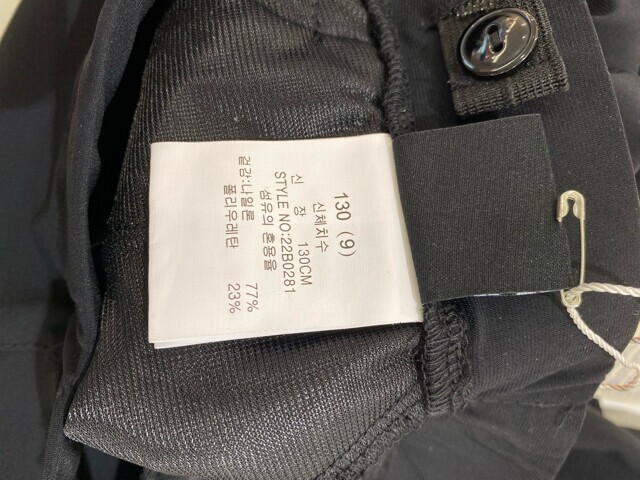 130 (9)
신체치수
신 장 130CM
STYLE NO:22B0281
섬유의 혼용율
겉감:나일론 77%
폴리우레탄 23%